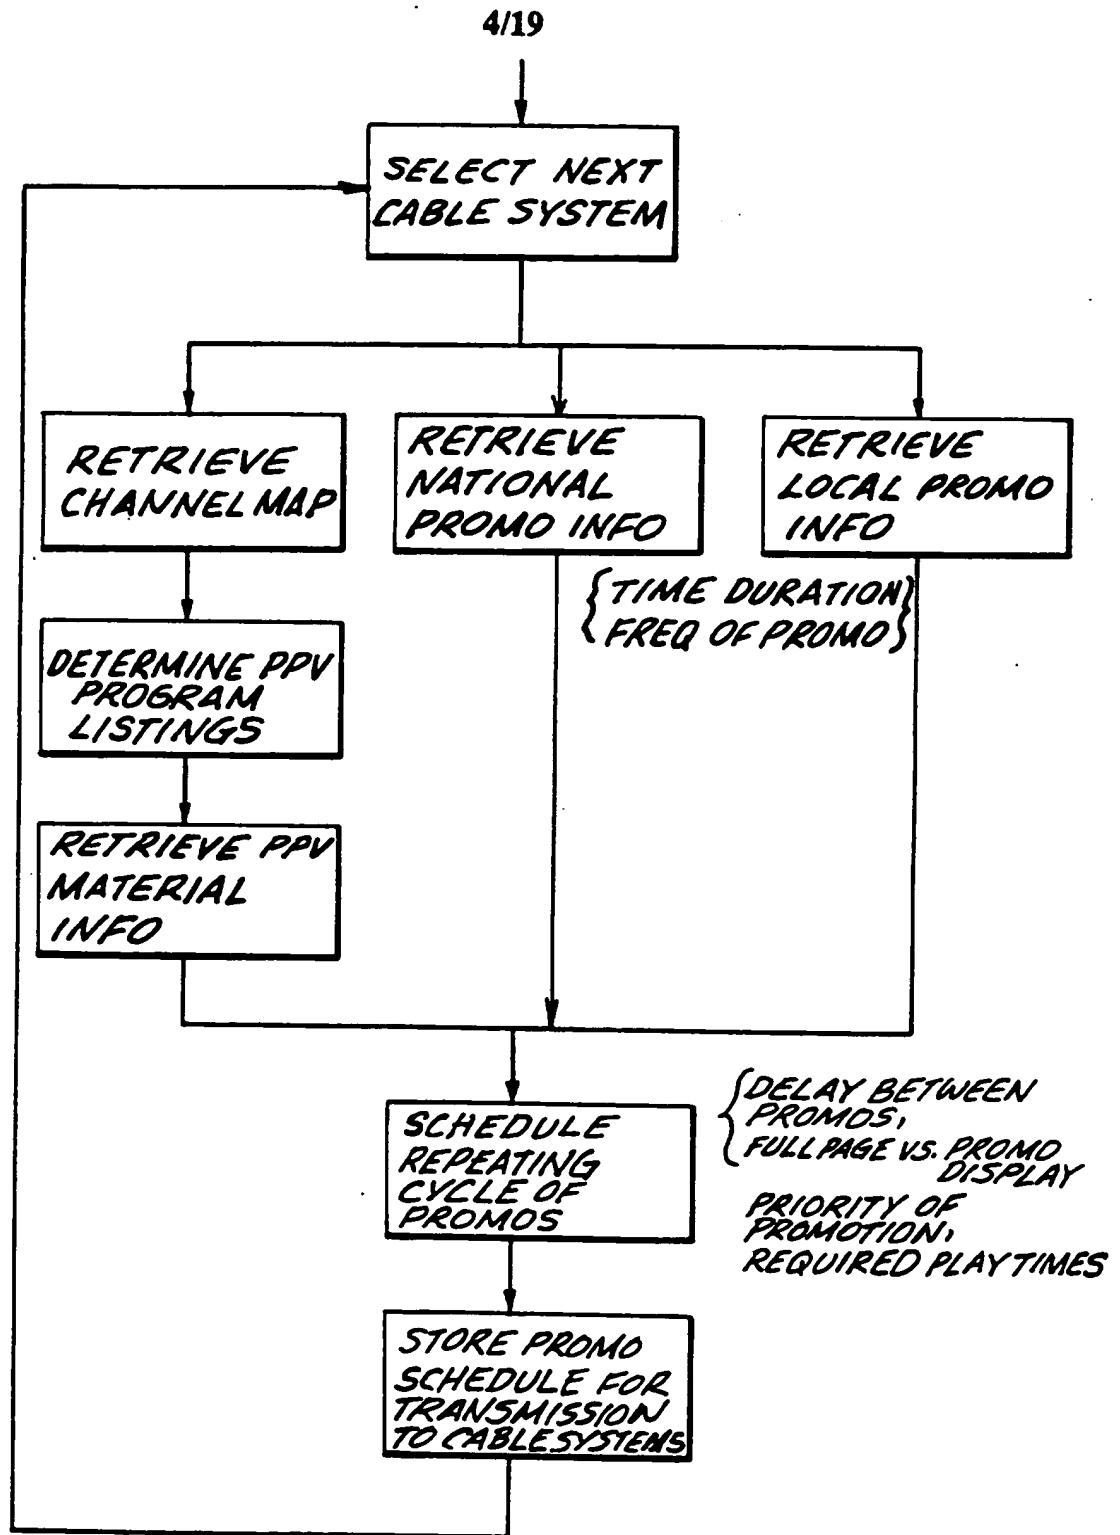 4/19
SELECT NEXT
CABLE SYSTEM
RETRIEVE
CHANNEL MAP
RETRIEVE
NATIONAL
PROMO INFO
RETRIEVE
LOCAL PROMO
INFO
{TIME DURATION}
{FREQ OF PROMO}
DETERMINE PPV
PROGRAM
LISTINGS
RETRIEVE PPV
MATERIAL
INFO
SCHEDULE
REPEATING
CYCLE OF
PROMOS
DELAY BETWEEN
PROMOS,
FULL PAGE VS. PROMO
DISPLAY
PRIORITY OF
PROMOTION,
REQUIRED PLAYTIMES
STORE PROMO
SCHEDULE FOR
TRANSMISSION
TO CABLE SYSTEMS